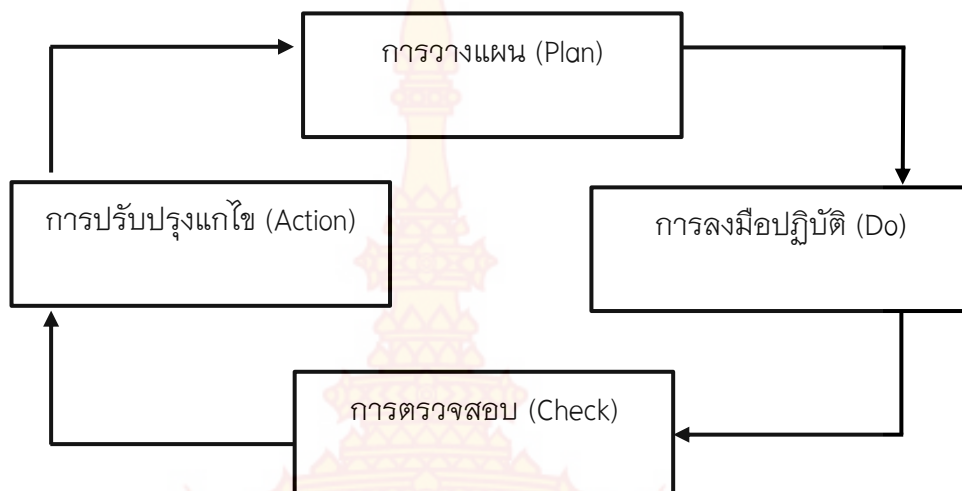 การวางแผน (Plan)
การปรับปรุงแกไข (Action)
การลงมือปฏิบัติ (Do)
การตรวจสอบ (Check)